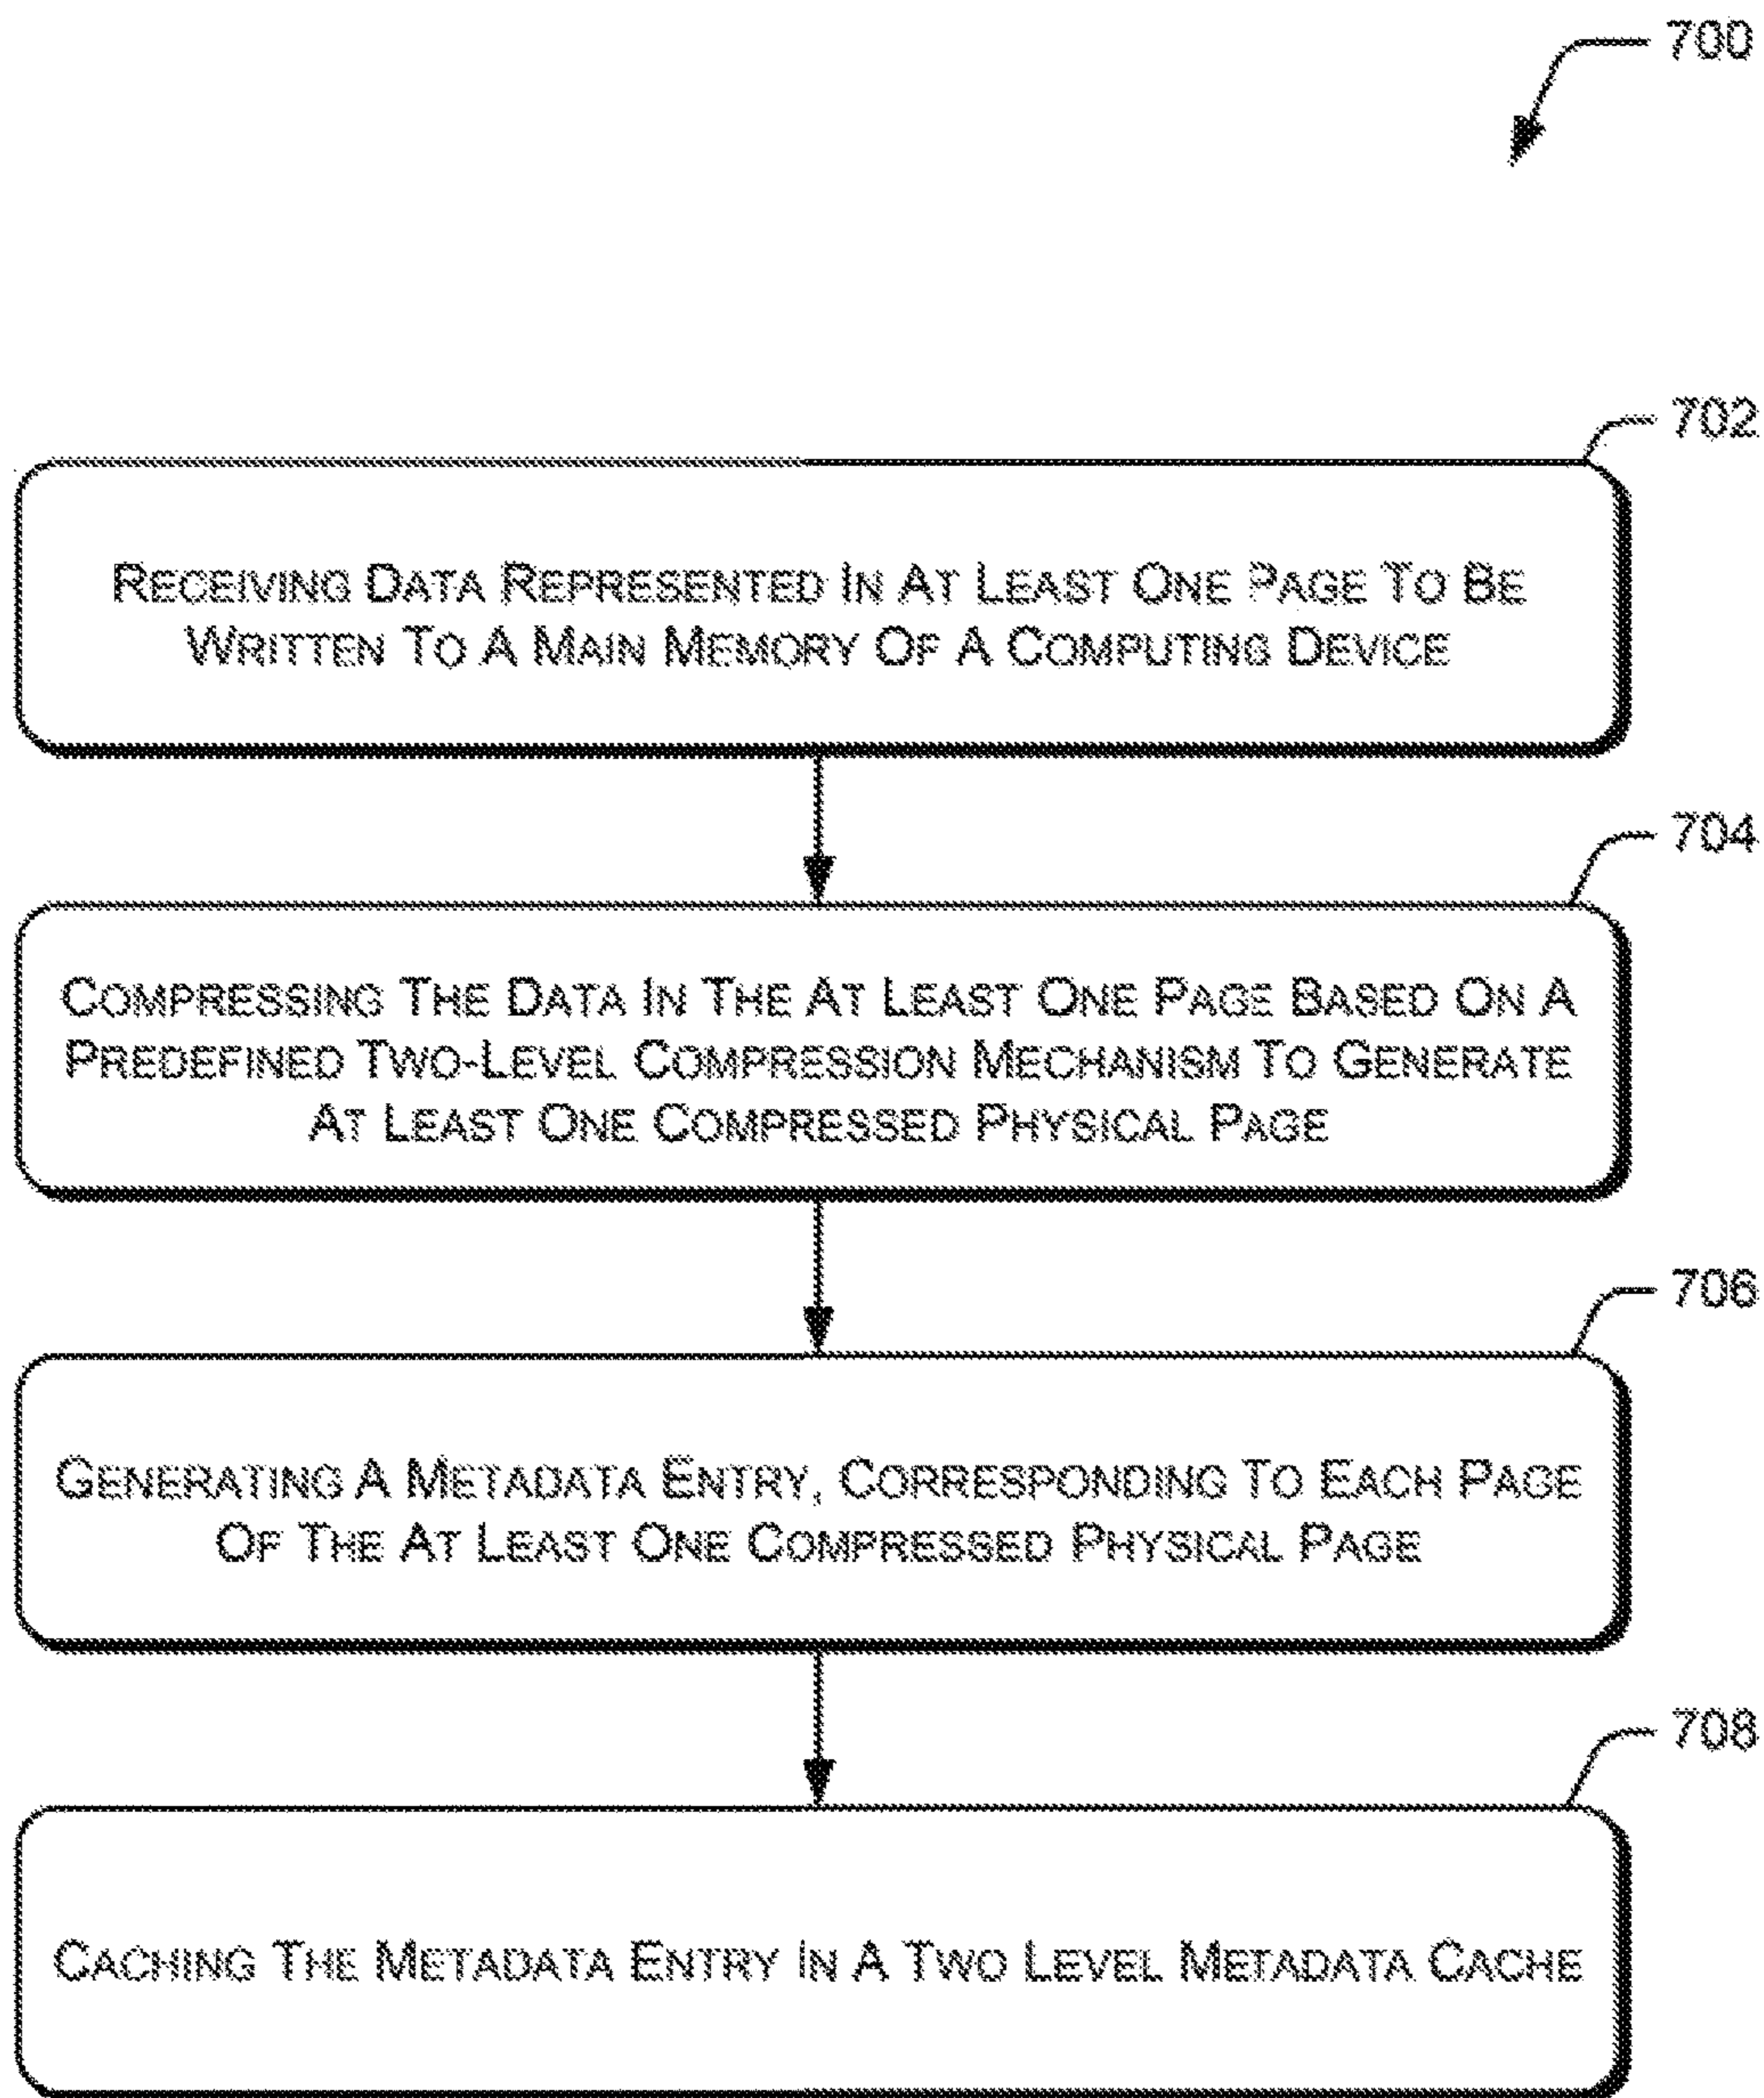 700
702
RECEIVING DATA REPRESENTED IN AT LEAST ONE PAGE TO BE
WRITTEN TO A MAIN MEMORY OF A COMPUTING DEVICE
704
COMPRESSING THE DATA IN THE AT LEAST ONE PAGE BASED ON A
PREDEFINED TWO-LEVEL COMPRESSION MECHANISM TO GENERATE
AT LEAST ONE COMPRESSED PHYSICAL PAGE
706
GENERATING A METADATA ENTRY, CORRESPONDING TO EACH PAGE
OF THE AT LEAST ONE COMPRESSED PHYSICAL PAGE
708
CACHING THE METADATA ENTRY IN A TWO LEVEL METADATA CACHE